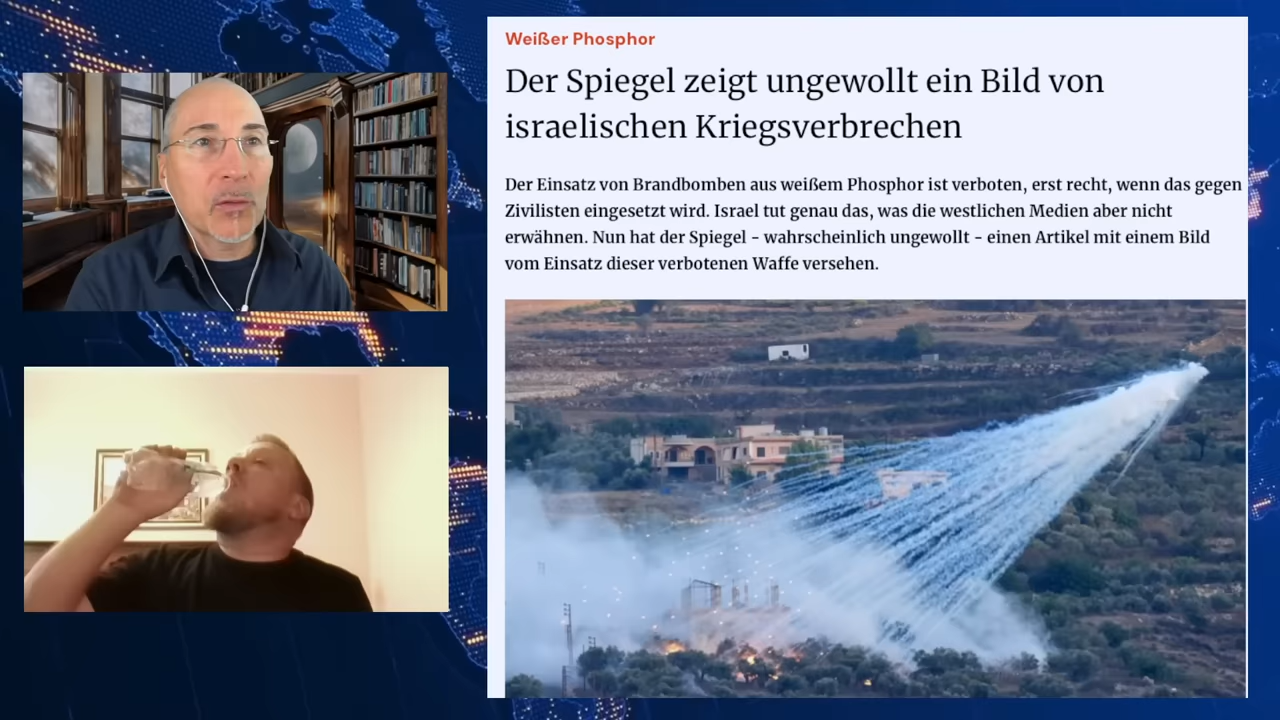 Weißer Phosphor
Der Spiegel zeigt ungewollt ein Bild von
israelischen Kriegsverbrechen
Der Einsatz von Brandbomben aus weißem Phosphor ist verboten, erst recht, wenn das gegen
Zivilisten eingesetzt wird. Israel tut genau das, was die westlichen Medien aber nicht
erwähnen. Nun hat der Spiegel – wahrscheinlich ungewollt – einen Artikel mit einem Bild
vom Einsatz dieser verbotenen Waffe versehen.